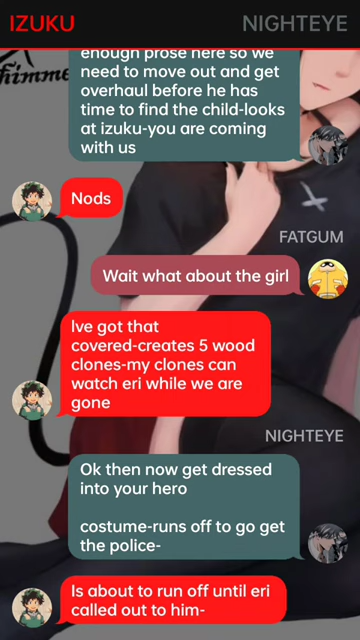 IZUKU
NIGHTEYE
himme
enough prose here so we
need to move out and get
overhaul before he has
time to find the child-looks
at izuku-you are coming
with us
Nods
FATGUM
Wait what about the girl
Ive got that
covered-creates 5 wood
clones-my clones can
watch eri while we are
gone
NIGHTEYE
Ok then now get dressed
into your hero
costume-runs off to go get
the police-
Is about to run off until eri
called out to him-